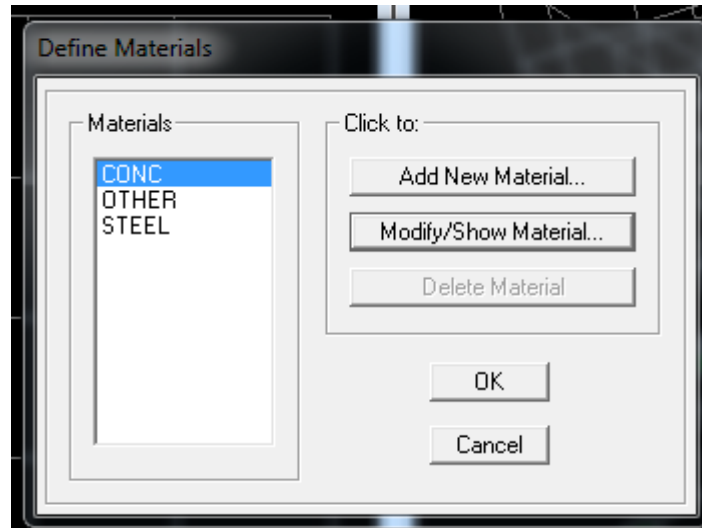 Define Materials
Materials
CONC
OTHER
STEEL
Click to:
Add New Material...
Modify/Show Material...
Delete Material
OK
Cancel